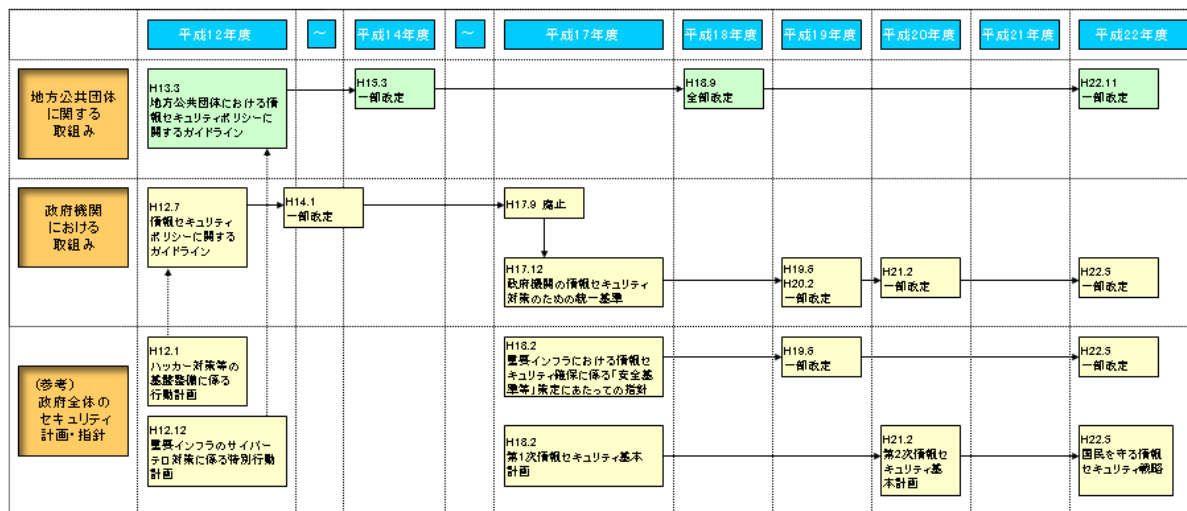 平成12年度
～
平成14年度
～
平成17年度
平成18年度
平成19年度
平成20年度
平成21年度
平成22年度
地方公共団体
に関する
取組み
H13.3
地方公共団体における情
報セキュリティポリシーに
関するガイドライン
H15.3
一部改定
H18.9
全部改定
H22.11
一部改定
政府機関
における
取組み
H12.7
情報セキュリティ
ポリシーに関する
ガイドライン
H14.1
一部改定
H17.9 廃止
H17.12
政府機関の情報セキュリティ
対策のための統一基準
H19.6
H20.2
一部改定
H21.2
一部改定
H22.5
一部改定
(参考)
政府全体の
セキュリティ
計画・指針
H12.1
ハッカー対策等の
基盤整備に係る
行動計画
H18.2
重要インフラにおける情報セ
キュリティ確保に係る「安全基
準等」策定にあたっての指針
H19.6
一部改定
H22.5
一部改定
H12.12
重要インフラのサイバー
テロ対策に係る特別行動
計画
H18.2
第1次情報セキュリティ基本
計画
H21.2
第2次情報セ
キュリティ基
本計画
H22.5
国民を守る情報
セキュリティ戦略